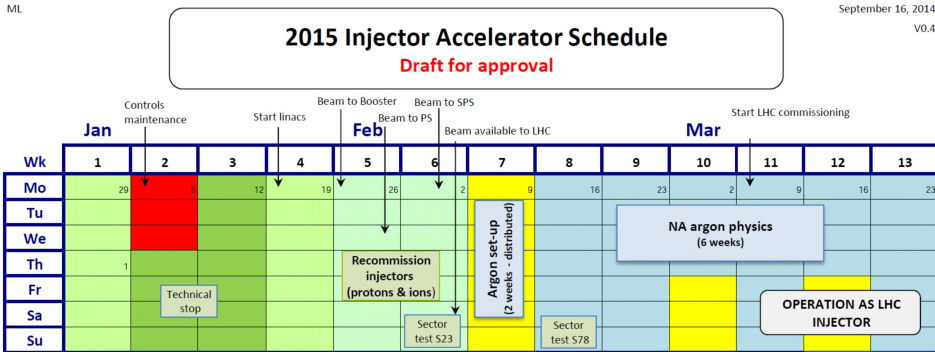 ML
September 16, 2014
V0.4
2015 Injector Accelerator Schedule
Draft for approval
Controls
maintenance
Start linacs
Beam to Booster
Beam to PS
Beam to SPS
Beam available to LHC
Start LHC commissioning
Jan Feb Mar
Wk 1 2 3 4 5 6 7 8 9 10 11 12 13
Mo 29 5 12 19 26 2 9 16 23 2 9 16 23
Tu
We
Th 1
Fr
Sa
Su
Technical
stop
Recommission
injectors
(protons & ions)
Sector
test S23
Argon set-up
(2 weeks - distributed)
Sector
test S78
NA argon physics
(6 weeks)
OPERATION AS LHC
INJECTOR